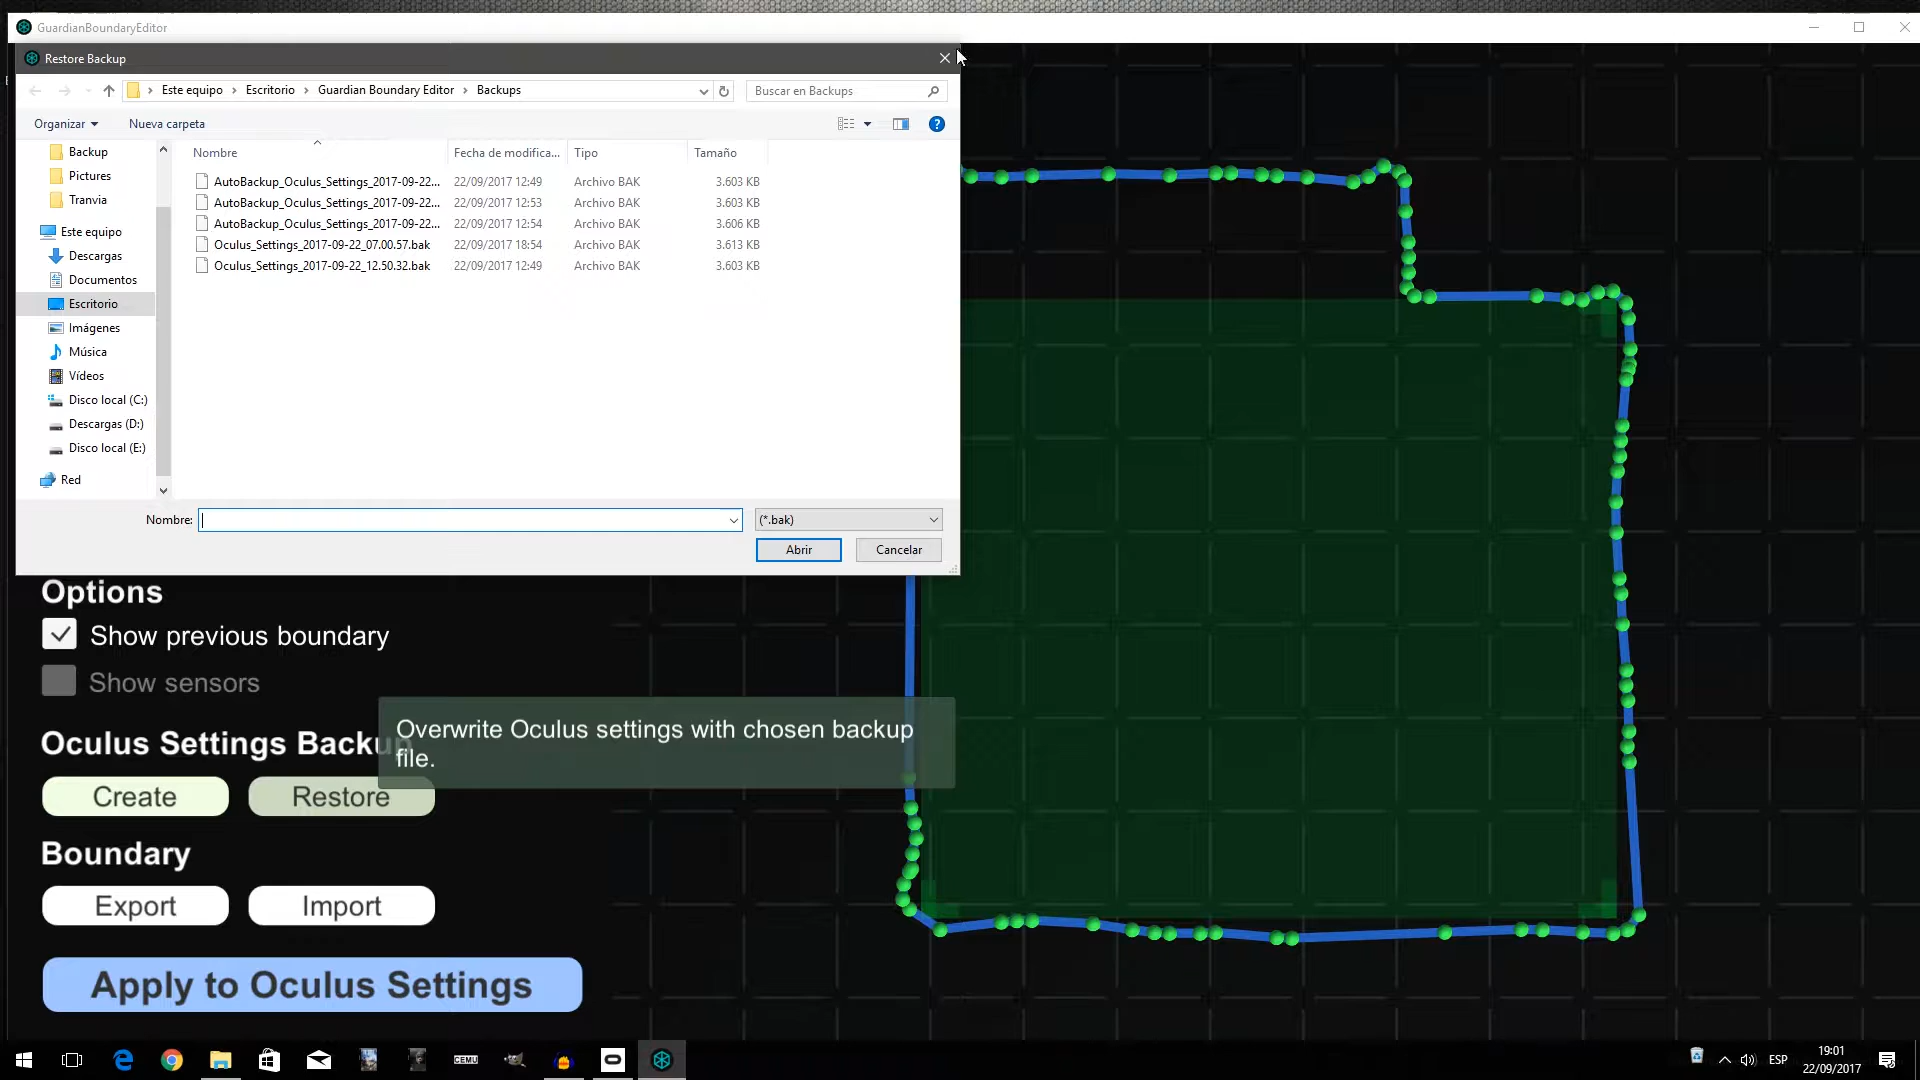 GuardianBoundaryEditor
Restore Backup
Este equipo > Escritorio > Guardian Boundary Editor > Backups
Buscar en Backups
Organizar
Nueva carpeta
Backup
Pictures
Tranvia
Este equipo
Descargas
Documentos
Escritorio
Imágenes
Música
Vídeos
Disco local (C:)
Descargas (D:)
Disco local (E:)
Red
Nombre Fecha de modifica... Tipo Tamaño
AutoBackup_Oculus_Settings_2017-09-22... 22/09/2017 12:49 Archivo BAK 3.603 KB
AutoBackup_Oculus_Settings_2017-09-22... 22/09/2017 12:53 Archivo BAK 3.603 KB
AutoBackup_Oculus_Settings_2017-09-22... 22/09/2017 12:54 Archivo BAK 3.606 KB
Oculus_Settings_2017-09-22_07.00.57.bak 22/09/2017 18:54 Archivo BAK 3.613 KB
Oculus_Settings_2017-09-22_12.50.32.bak 22/09/2017 12:49 Archivo BAK 3.603 KB
Nombre:
(*.bak)
Abrir Cancelar
Options
Show previous boundary
Show sensors
Oculus Settings Backup
Overwrite Oculus settings with chosen backup
file.
Create Restore
Boundary
Export Import
Apply to Oculus Settings
CEMU
ESP
19:01
22/09/2017